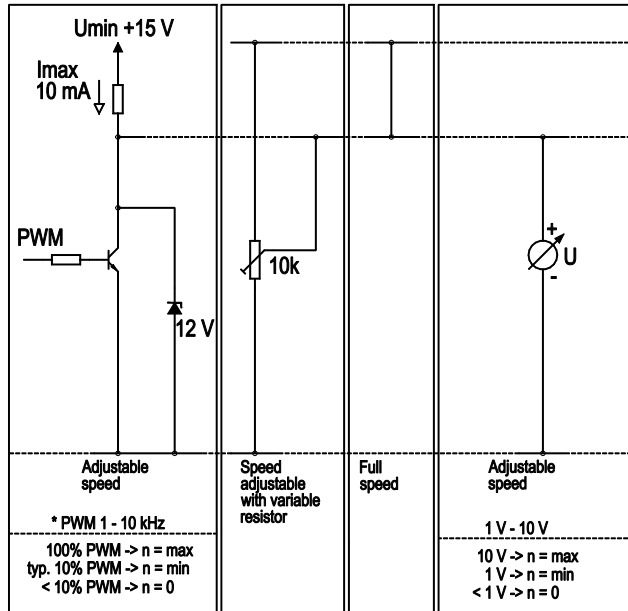 Umin +15 V
Imax
10 mA
PWM
12 V
10k
+
U
-
Adjustable
speed
* PWM 1 - 10 kHz
100% PWM -> n = max
typ. 10% PWM -> n = min
< 10% PWM -> n = 0
Speed
adjustable
with variable
resistor
Full
speed
Adjustable
speed
1 V - 10 V
10 V -> n = max
1 V -> n = min
< 1 V -> n = 0